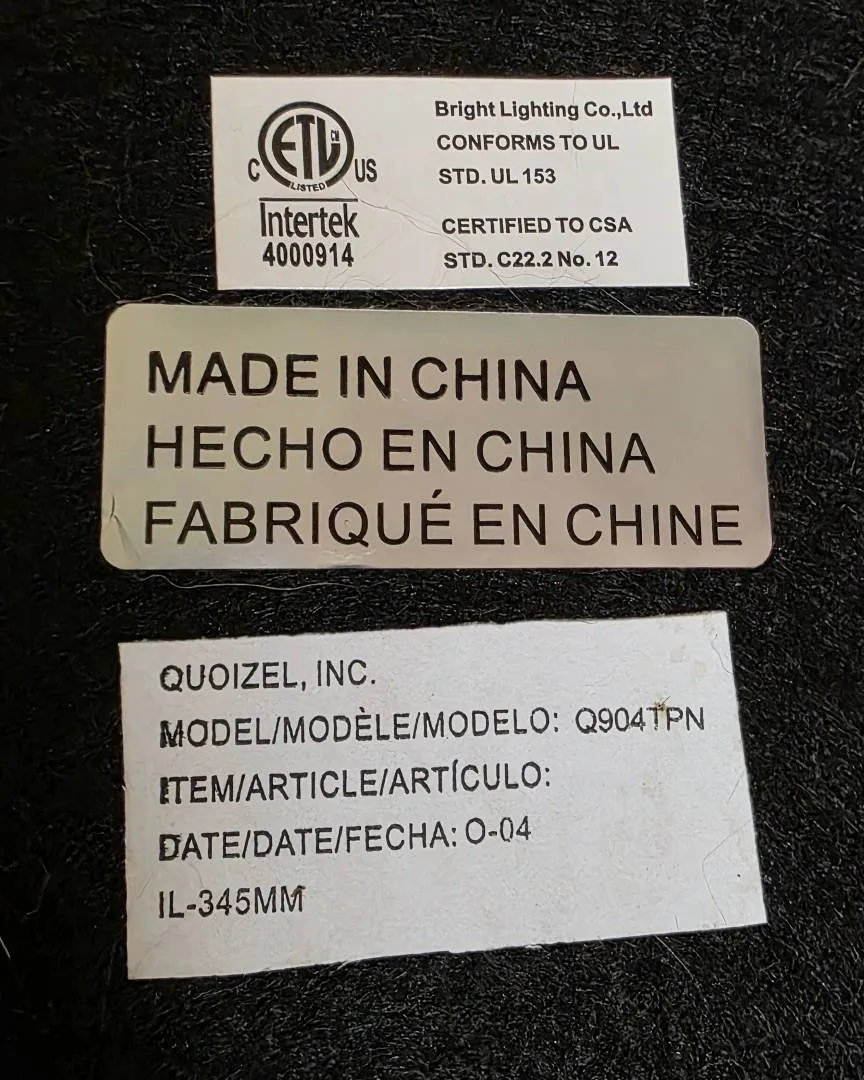 C ETL CM US
LISTED
Intertek
4000914
Bright Lighting Co.,Ltd
CONFORMS TO UL
STD. UL 153
CERTIFIED TO CSA
STD. C22.2 No. 12
MADE IN CHINA
HECHO EN CHINA
FABRIQUÉ EN CHINE
QUOIZEL, INC.
MODEL/MODÈLE/MODELO: Q904TPN
ITEM/ARTICLE/ARTÍCULO:
DATE/DATE/FECHA: O-04
IL-345MM